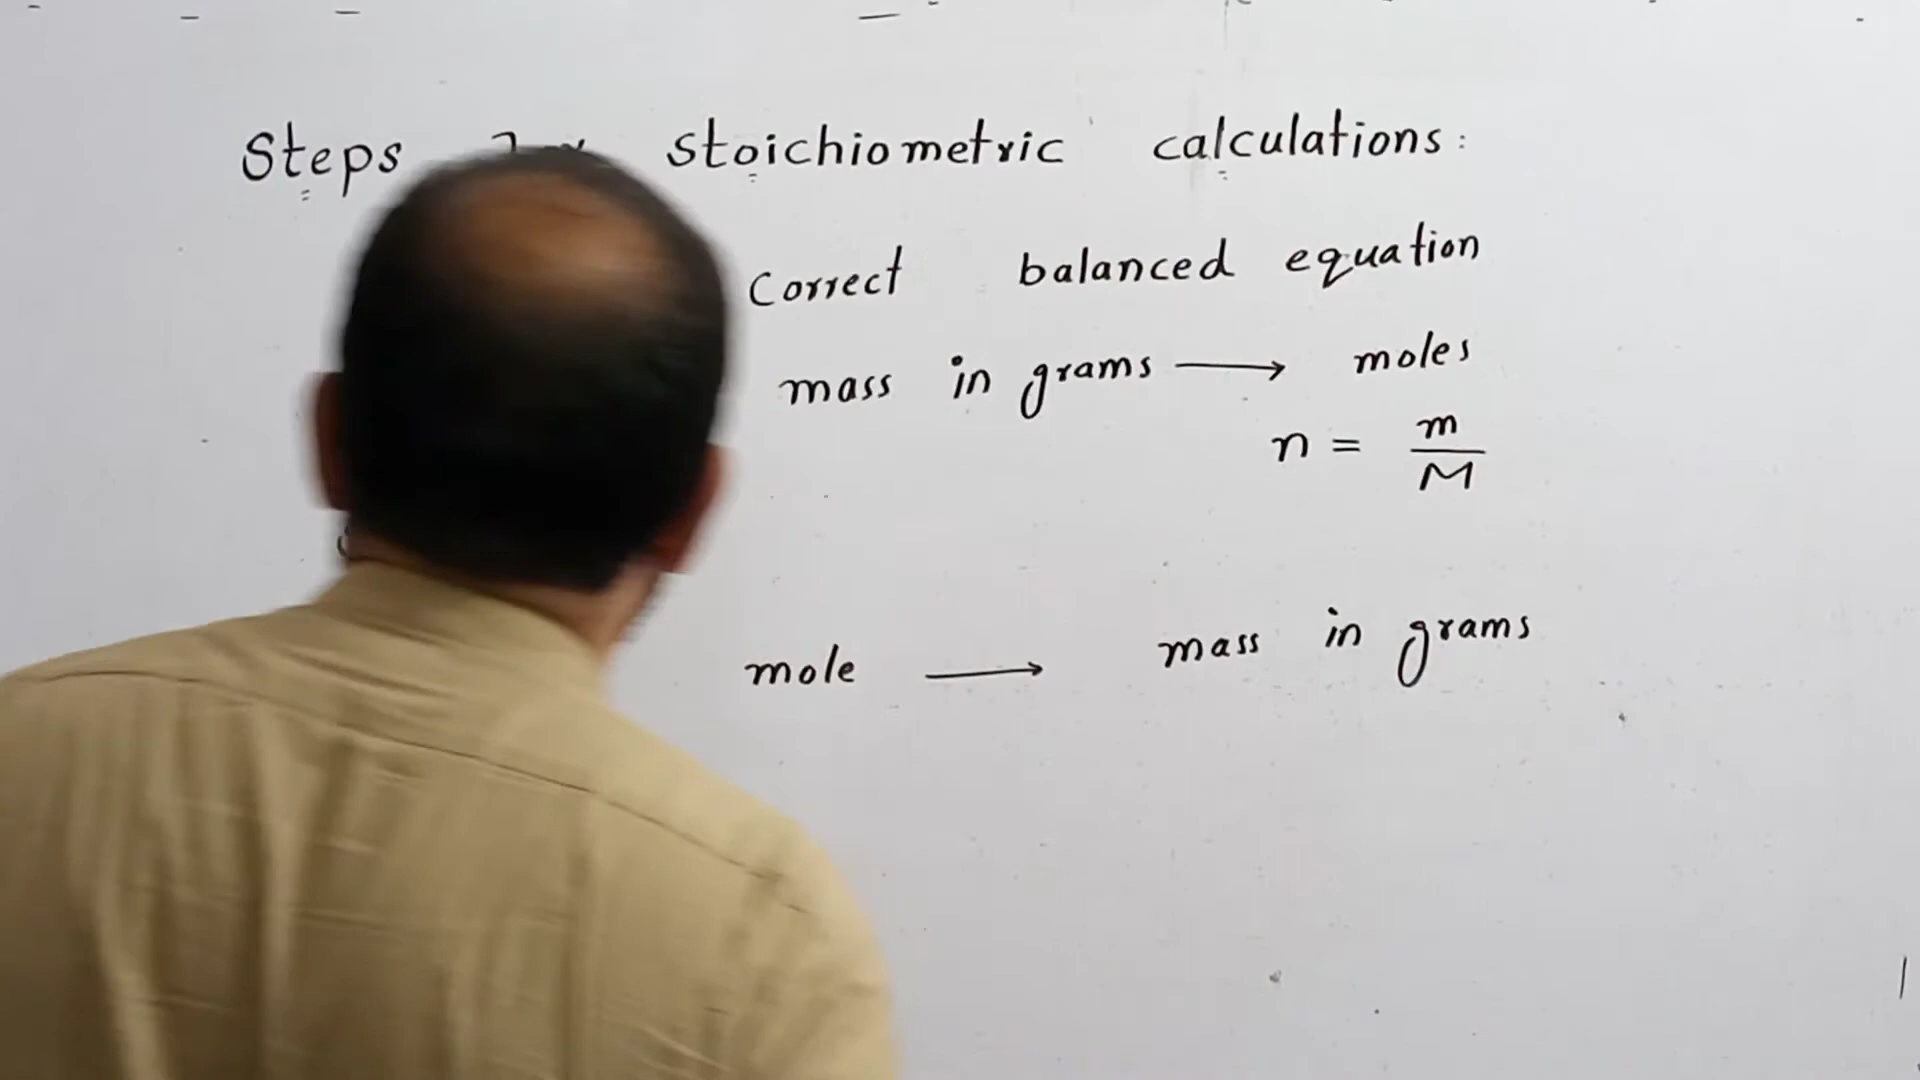 Steps stoichiometric calculations:
Correct balanced equation
mass in grams ⟶ moles
n = m/M
mole ⟶ mass in grams